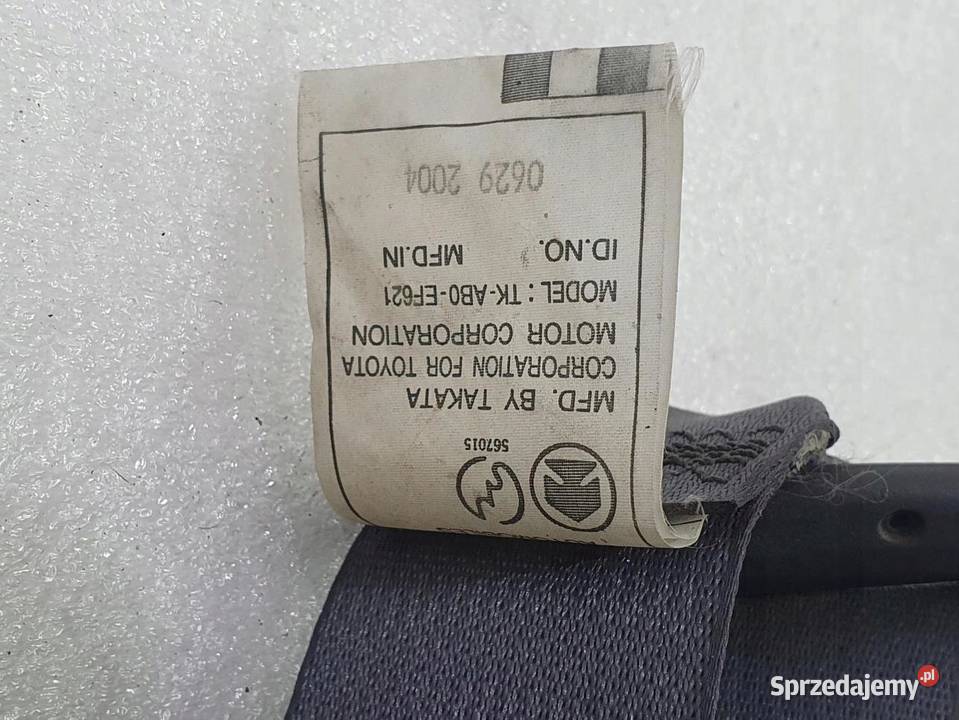 567015
MFD. BY TAKATA
CORPORATION FOR TOYOTA
MOTOR CORPORATION
MODEL : TK-AB0-EF621
ID.NO. MFD.IN
0629 2004
Sprzedajemy.pl